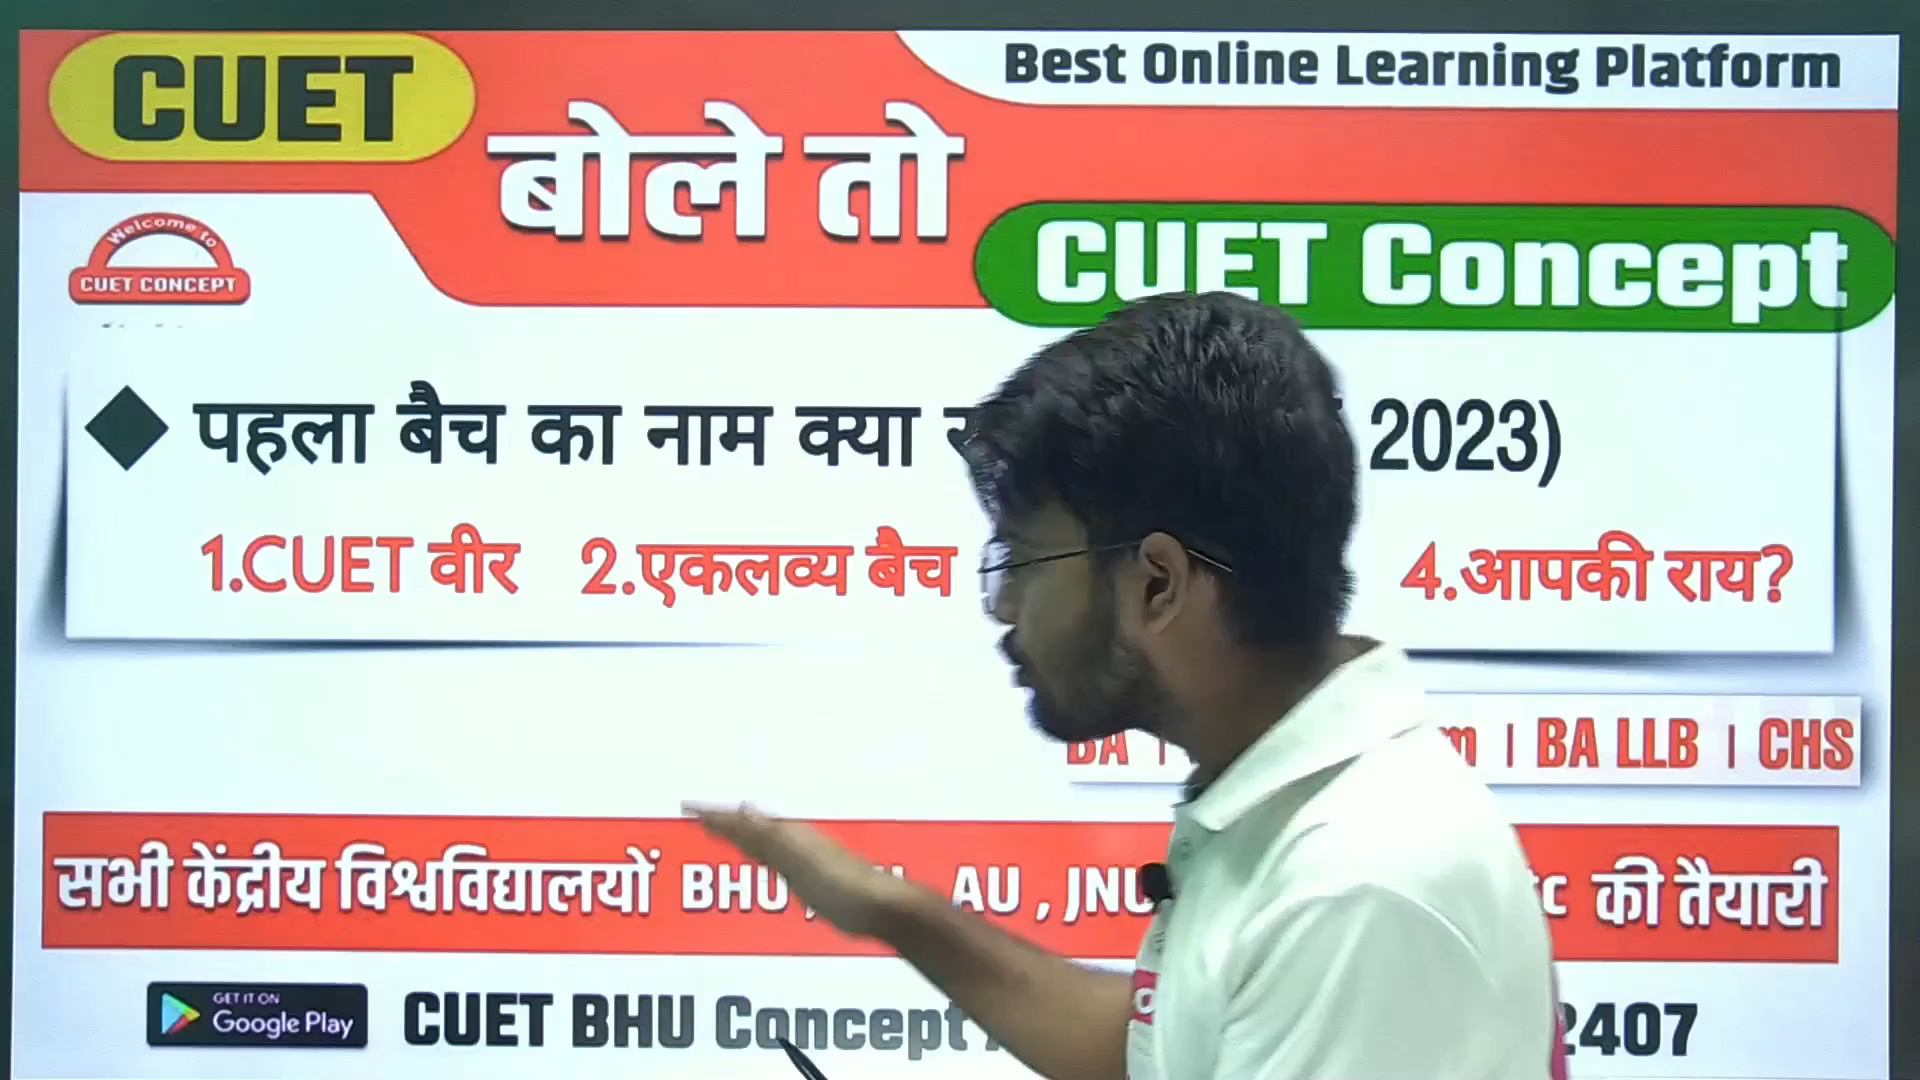 CUET
Best Online Learning Platform
बोले तो
CUET Concept
Welcome to
CUET CONCEPT
पहला बैच का नाम क्या 2023)
1.CUET वीर 2.एकलव्य बैच 4.आपकी राय?
BA | | BA LLB | CHS
सभी केंद्रीय विश्वविद्यालयों BHU, AU , JNU की तैयारी
GET IT ON
Google Play
CUET BHU Concept 2407